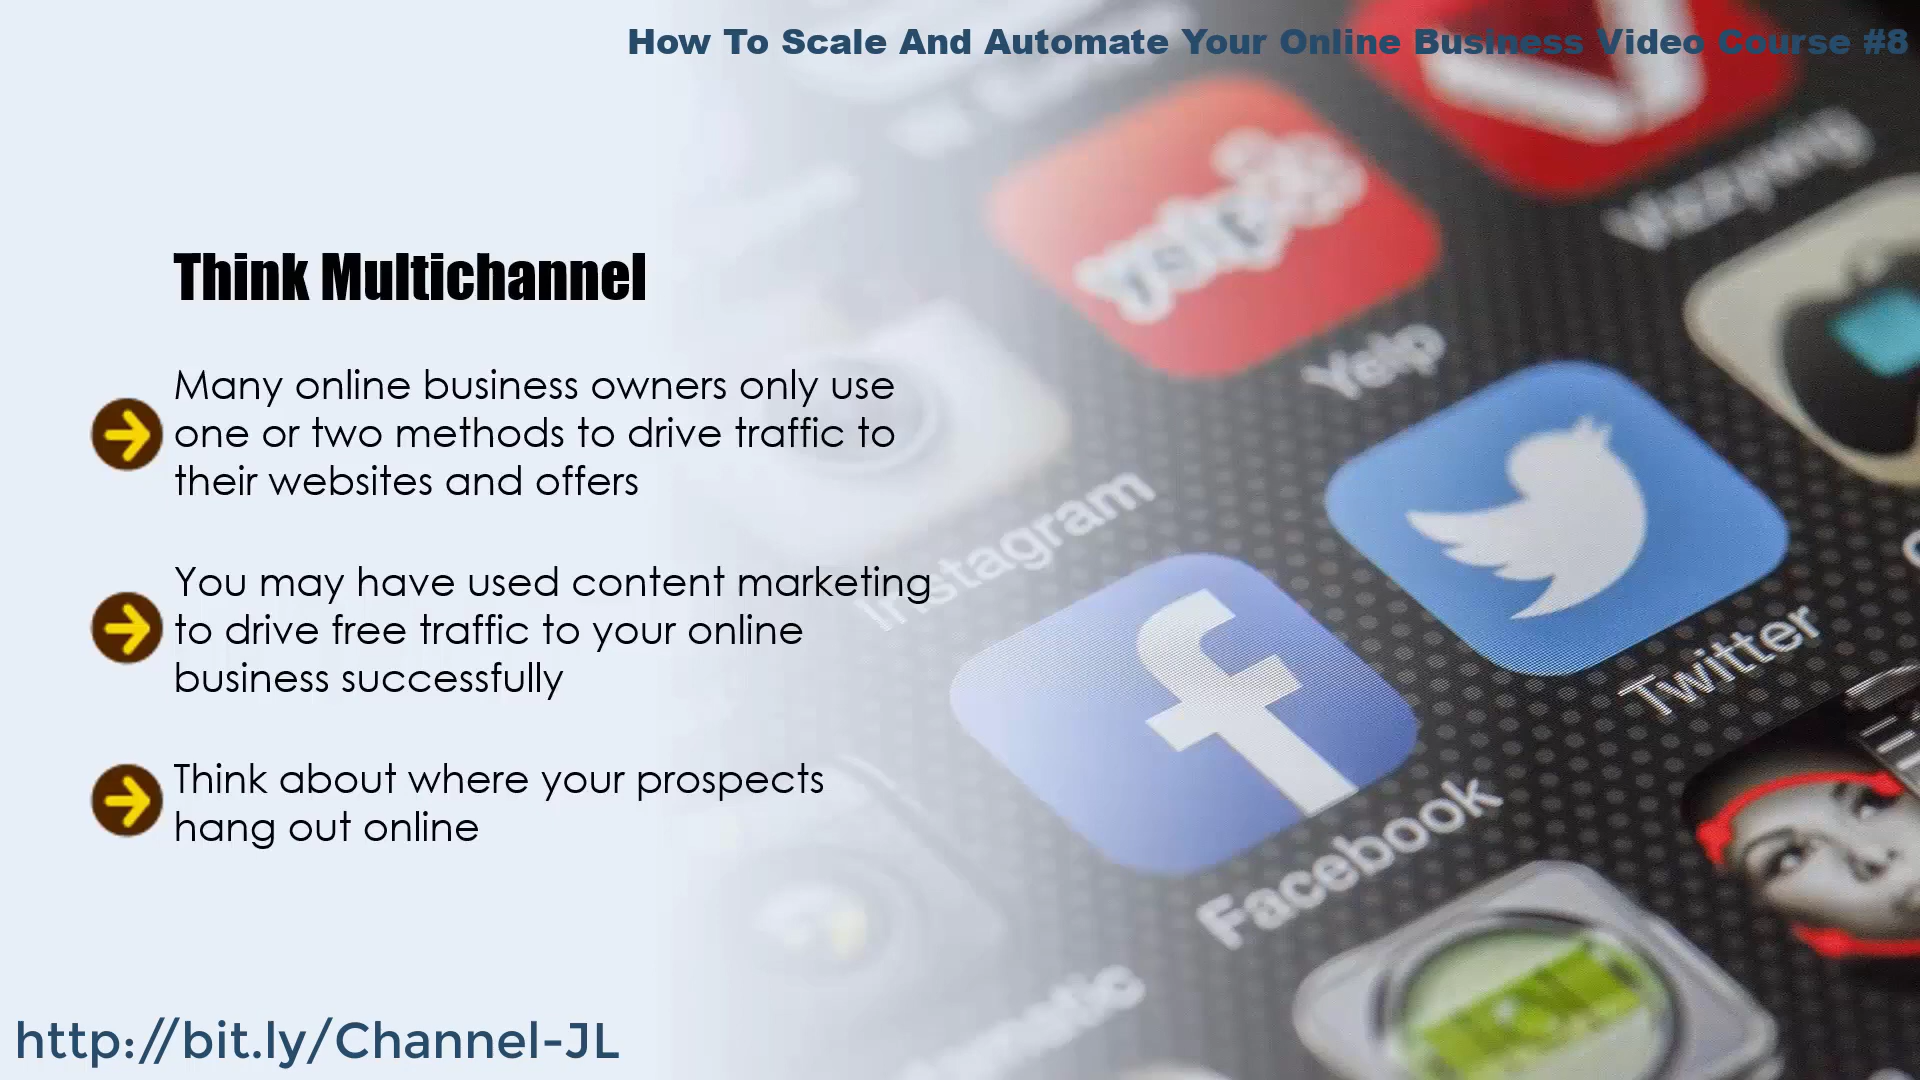 How To Scale And Automate Your Online Business Video Course #8
Think Multichannel
Many online business owners only use
one or two methods to drive traffic to
their websites and offers
You may have used content marketing
to drive free traffic to your online
business successfully
Think about where your prospects
hang out online
yelp
Yelp
Instagram
Twitter
Facebook
http://bit.ly/Channel-JL